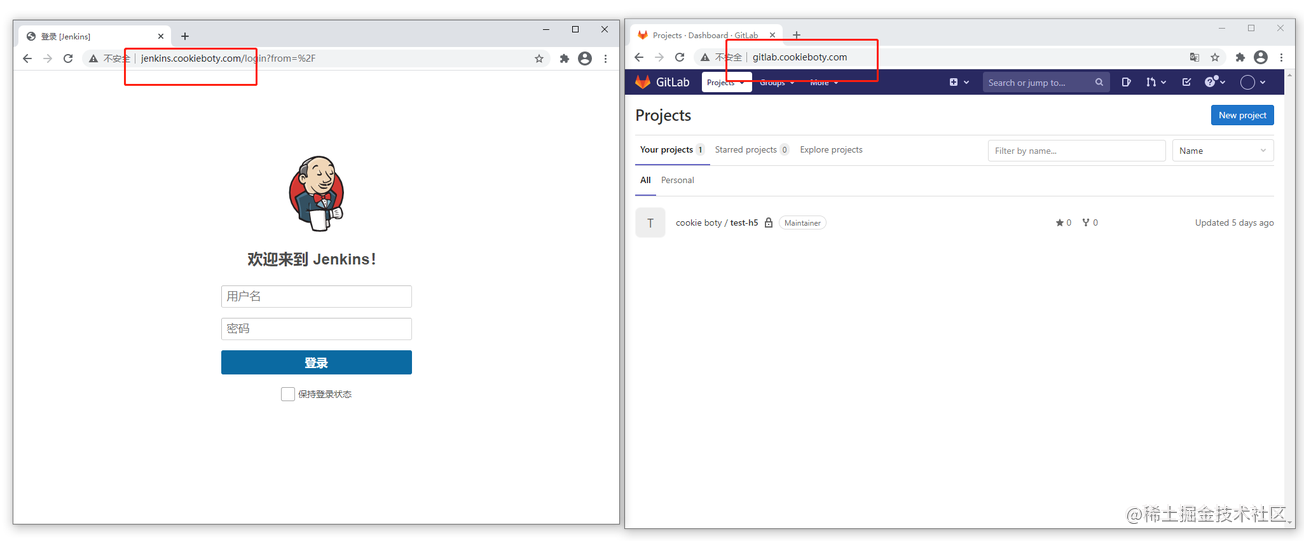 登录 [Jenkins]
不安全 jenkins.cookieboty.com/login?from=%2F
欢迎来到 Jenkins!
用户名
密码
登录
保持登录状态
Projects · Dashboard · GitLab
不安全 gitlab.cookieboty.com
GitLab Projects Groups More Search or jump to...
Projects New project
Your projects 1 Starred projects 0 Explore projects Filter by name... Name
All Personal
T cookie boty / test-h5 Maintainer 0 0 Updated 5 days ago
@稀土掘金技术社区